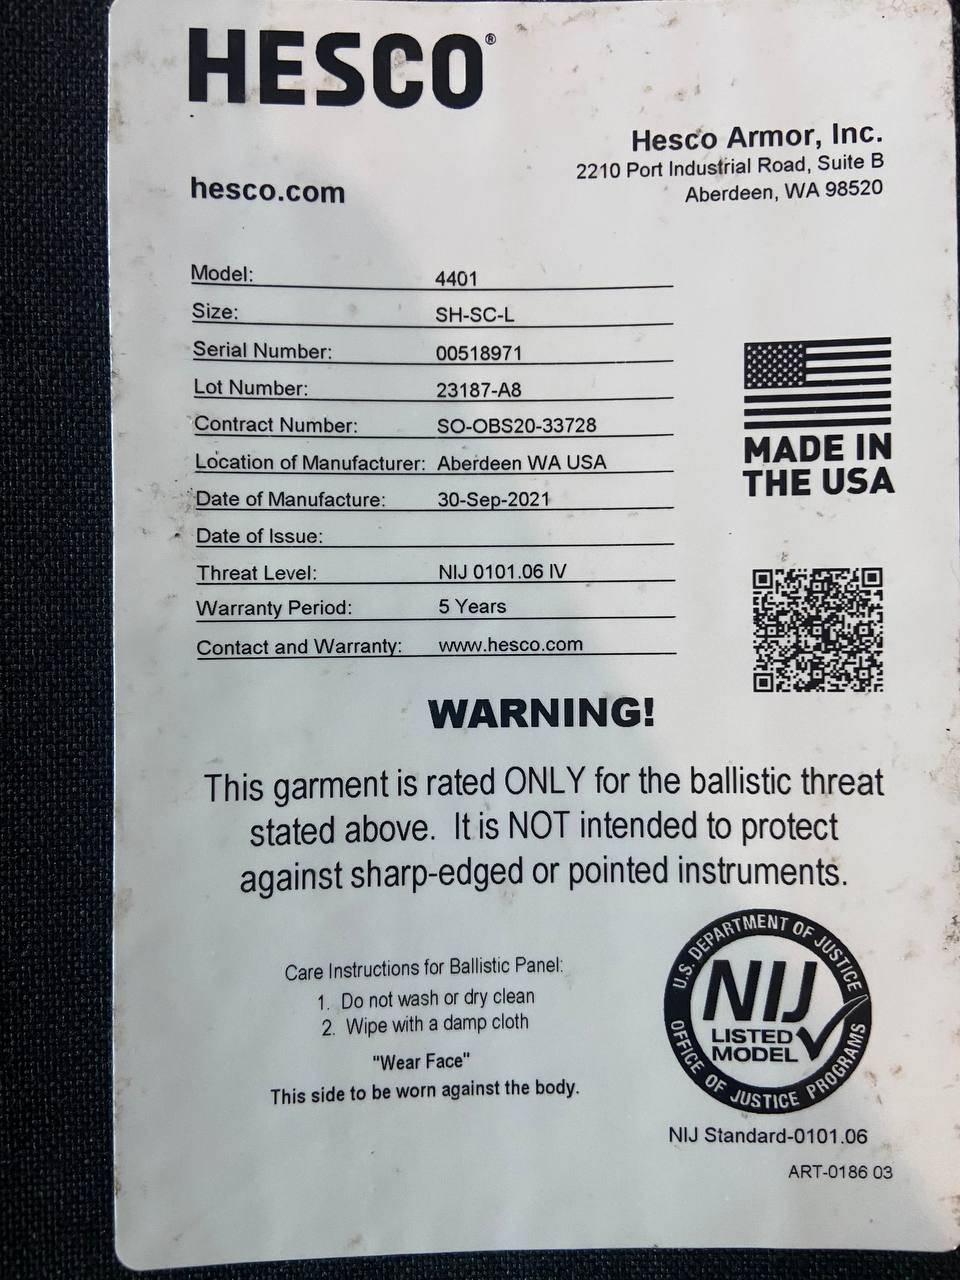 HESCO®
Hesco Armor, Inc.
2210 Port Industrial Road, Suite B
Aberdeen, WA 98520
hesco.com
Model: 4401
Size: SH-SC-L
Serial Number: 00518971
Lot Number: 23187-A8
Contract Number: SO-OBS20-33728
Location of Manufacturer: Aberdeen WA USA
Date of Manufacture: 30-Sep-2021
Date of Issue:
Threat Level: NIJ 0101.06 IV
Warranty Period: 5 Years
Contact and Warranty: www.hesco.com
MADE IN
THE USA
WARNING!
This garment is rated ONLY for the ballistic threat
stated above. It is NOT intended to protect
against sharp-edged or pointed instruments.
Care Instructions for Ballistic Panel:
1. Do not wash or dry clean
2. Wipe with a damp cloth
"Wear Face"
This side to be worn against the body.
U.S. DEPARTMENT OF JUSTICE
NIJ
LISTED
MODEL
OFFICE OF JUSTICE PROGRAMS
NIJ Standard-0101.06
ART-0186 03